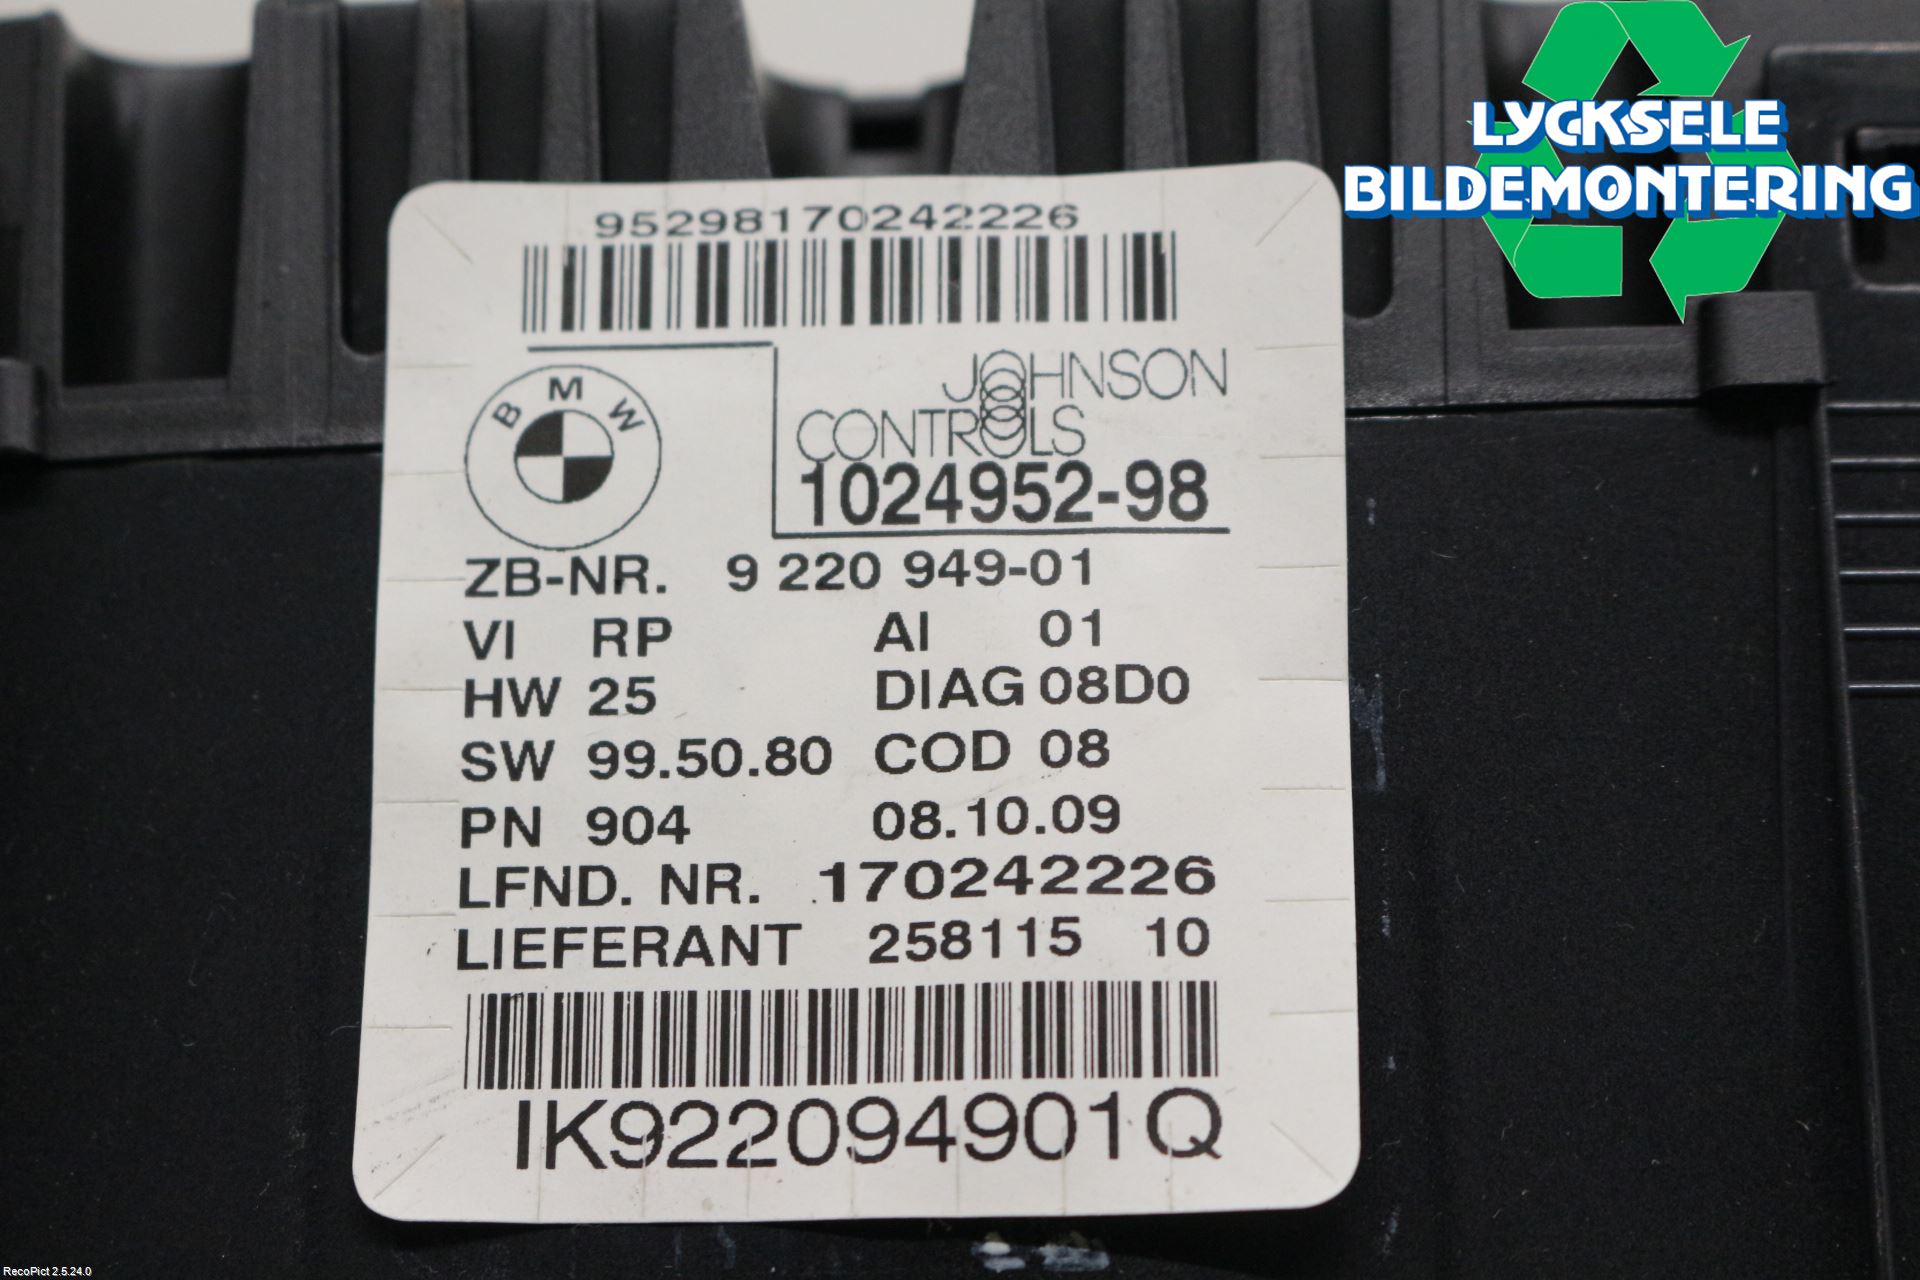 LYCKSELE
BILDEMONTERING
95298170242226
BMW
JOHNSON
CONTROLS
1024952-98
ZB-NR. 9 220 949-01
VI RP AI 01
HW 25 DIAG 08D0
SW 99.50.80 COD 08
PN 904 08.10.09
LFND. NR. 170242226
LIEFERANT 258115 10
IK922094901Q
RecoPict 2.5.24.0